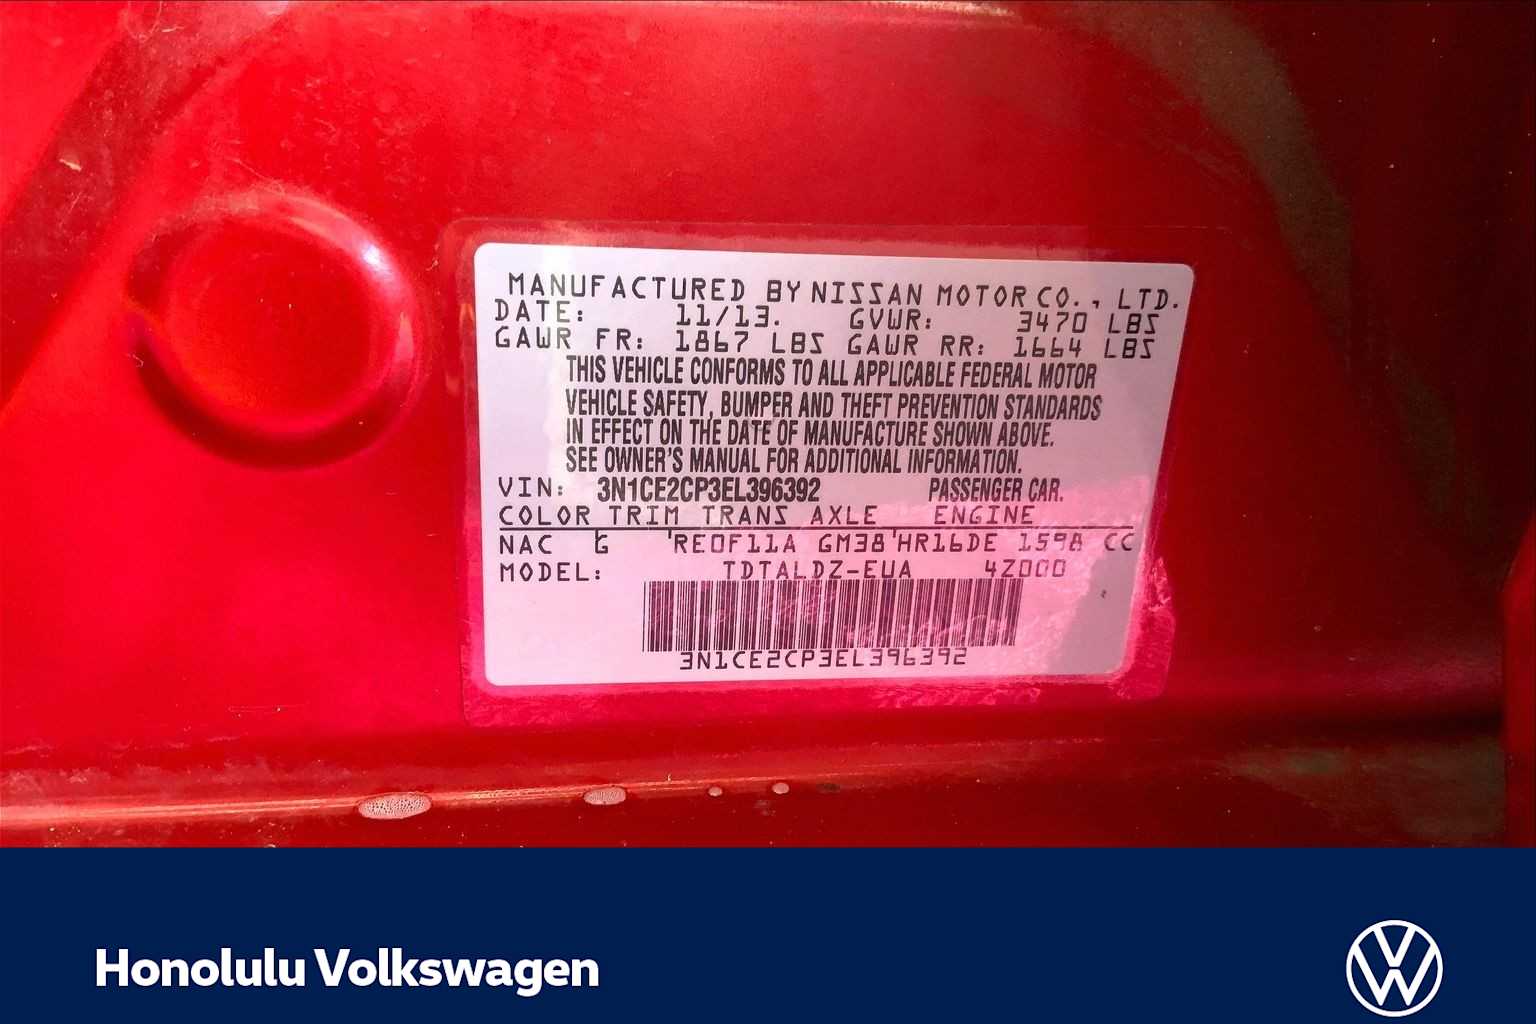 MANUFACTURED BY NISSAN MOTOR CO., LTD.
DATE: 11/13. GVWR: 3470 LBS
GAWR FR: 1867 LBS GAWR RR: 1664 LBS
THIS VEHICLE CONFORMS TO ALL APPLICABLE FEDERAL MOTOR
VEHICLE SAFETY, BUMPER AND THEFT PREVENTION STANDARDS
IN EFFECT ON THE DATE OF MANUFACTURE SHOWN ABOVE.
SEE OWNER'S MANUAL FOR ADDITIONAL INFORMATION.
VIN: 3N1CE2CP3EL396392 PASSENGER CAR.
COLOR TRIM TRANS AXLE ENGINE
NAC G RE0F11A GM38 HR16DE 1598 CC
MODEL: TDTALDZ-EUA 4Z000
3N1CE2CP3EL396392
Honolulu Volkswagen